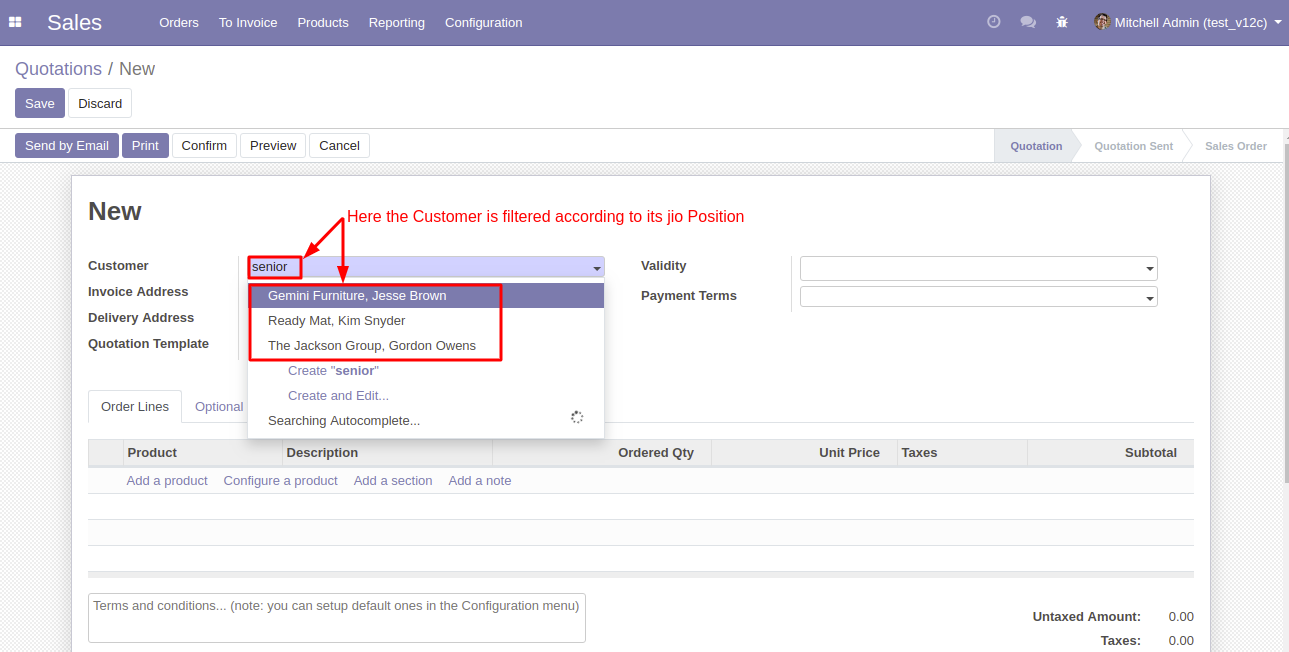 Sales Orders To Invoice Products Reporting Configuration Mitchell Admin (test_v12c)
Quotations / New
Save Discard
Send by Email Print Confirm Preview Cancel Quotation Quotation Sent Sales Order
New
Here the Customer is filtered according to its jio Position
Customer senior Validity
Gemini Furniture, Jesse Brown
Invoice Address
Payment Terms
Delivery Address Ready Mat, Kim Snyder
Quotation Template The Jackson Group, Gordon Owens
Create "senior"
Create and Edit...
Order Lines Optional
Searching Autocomplete...
Product Description Ordered Qty Unit Price Taxes Subtotal
Add a product Configure a product Add a section Add a note
Terms and conditions... (note: you can setup default ones in the Configuration menu)
Untaxed Amount: 0.00
Taxes: 0.00